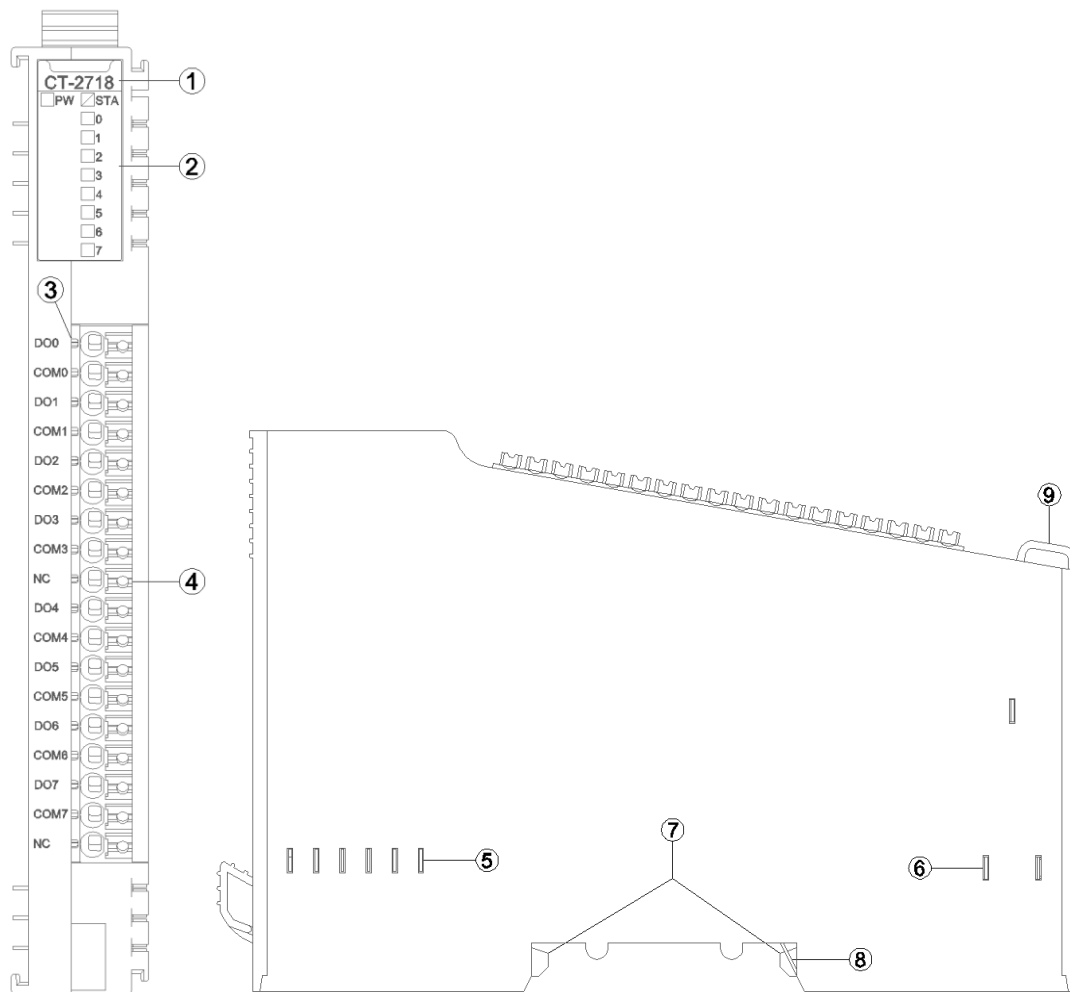 CT-2718
①
PW STA
0
1
②
2
3
4
5
6
7
③
DO0
COM0
DO1
COM1
DO2
COM2
DO3
COM3
NC
④
DO4
COM4
DO5
COM5
DO6
COM6
DO7
COM7
NC
⑨
⑦
⑤
⑥
⑧